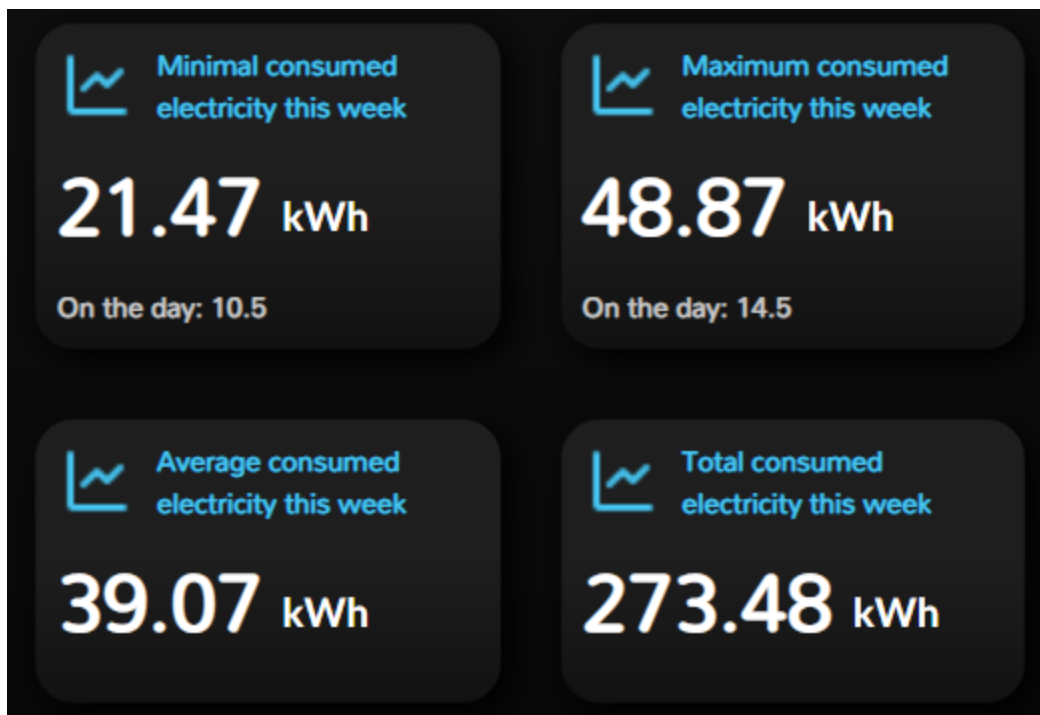 Minimal consumed
electricity this week
21.47 kWh
On the day: 10.5
Maximum consumed
electricity this week
48.87 kWh
On the day: 14.5
Average consumed
electricity this week
39.07 kWh
Total consumed
electricity this week
273.48 kWh